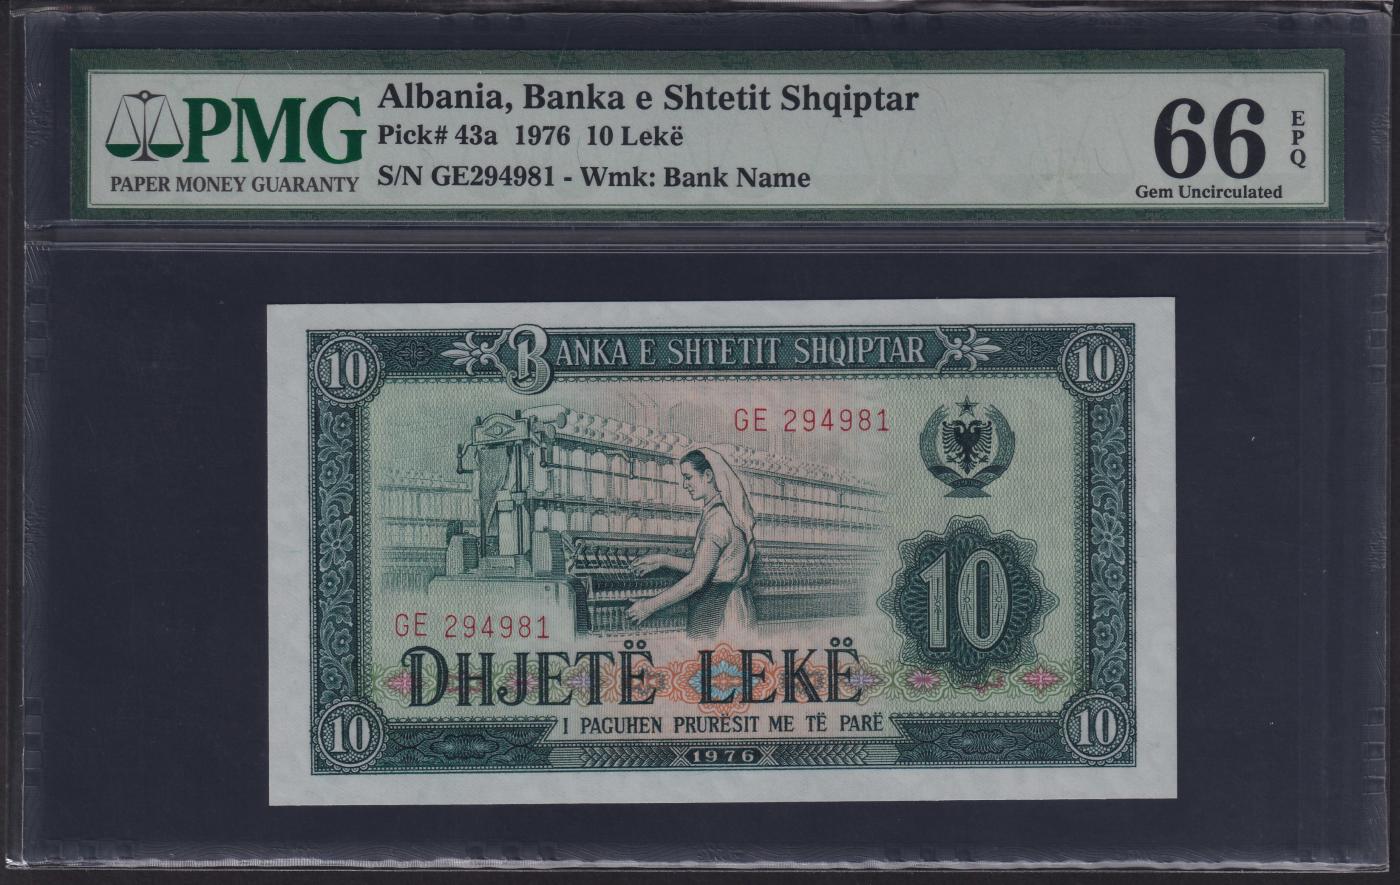 PMG
PAPER MONEY GUARANTY
Albania, Banka e Shtetit Shqiptar
Pick# 43a 1976 10 Lekë
S/N GE294981 - Wmk: Bank Name
66
EPQ
Gem Uncirculated
10
BANKA E SHTETIT SHQIPTAR
10
GE 294981
10
GE 294981
DHJETË LEKË
10
I PAGUHEN PRURËSIT ME TË PARË
10
1976